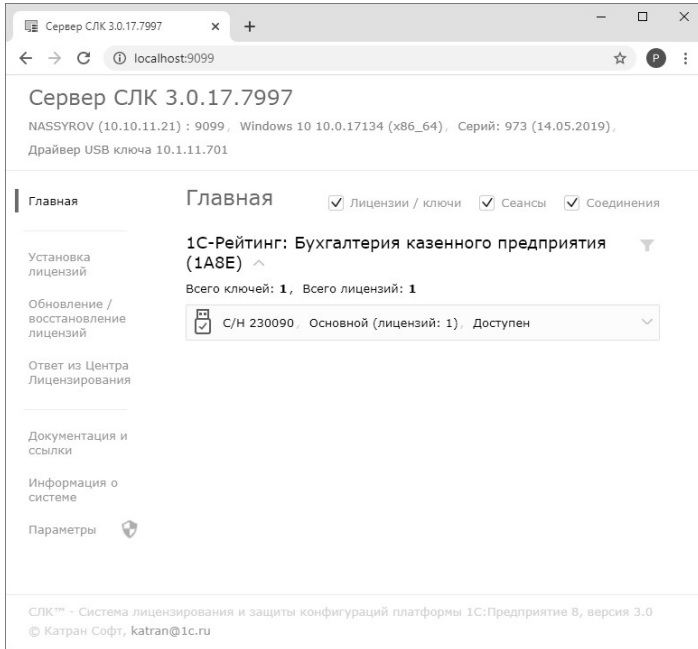 Сервер СЛК 3.0.17.7997
localhost:9099
P
Сервер СЛК 3.0.17.7997
NASSYROV (10.10.11.21) : 9099, Windows 10 10.0.17134 (x86_64), Серий: 973 (14.05.2019),
Драйвер USB ключа 10.1.11.701
Главная
Установка
лицензий
Обновление /
восстановление
лицензий
Ответ из Центра
Лицензирования
Документация и
ссылки
Информация о
системе
Параметры
Главная
Лицензии / ключи
Сеансы
Соединения
1С-Рейтинг: Бухгалтерия казенного предприятия
(1A8E)
Всего ключей: 1, Всего лицензий: 1
С/Н 230090, Основной (лицензий: 1), Доступен
СЛК™ - Система лицензирования и защиты конфигураций платформы 1С:Предприятие 8, версия 3.0
© Катран Софт, katran@1c.ru